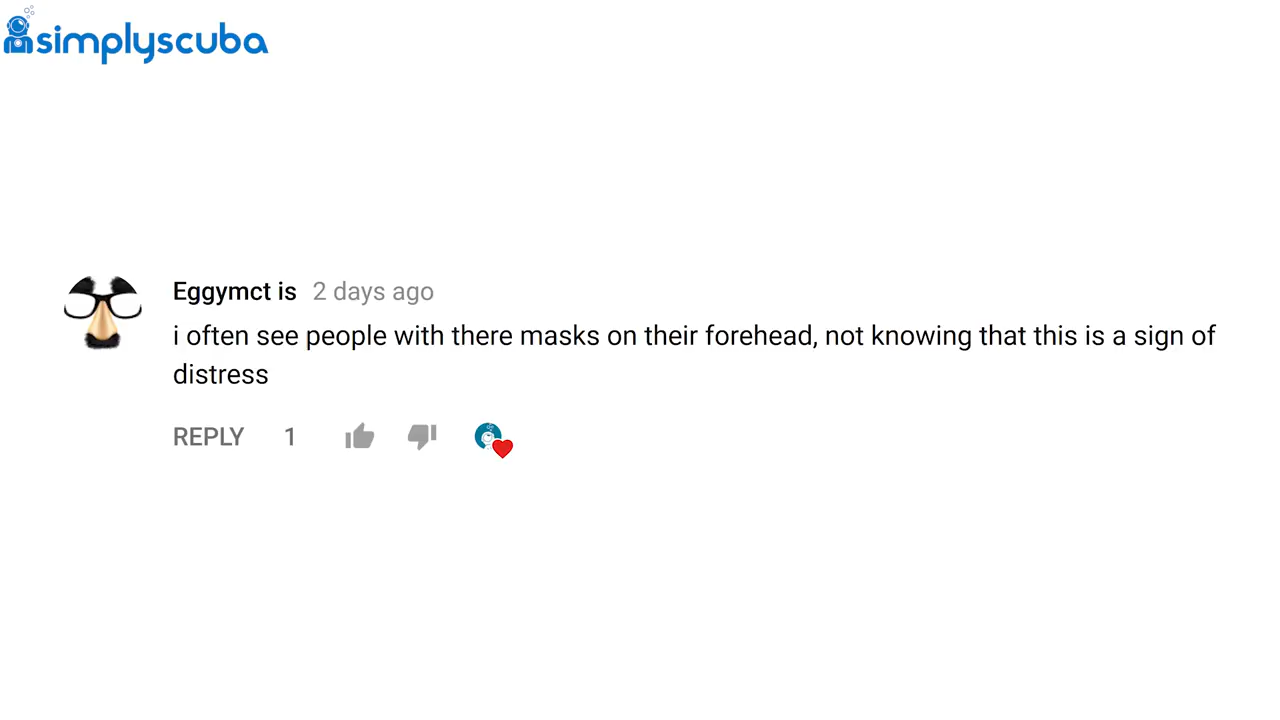 simplyscuba
Eggymct is 2 days ago
i often see people with there masks on their forehead, not knowing that this is a sign of
distress
REPLY 1